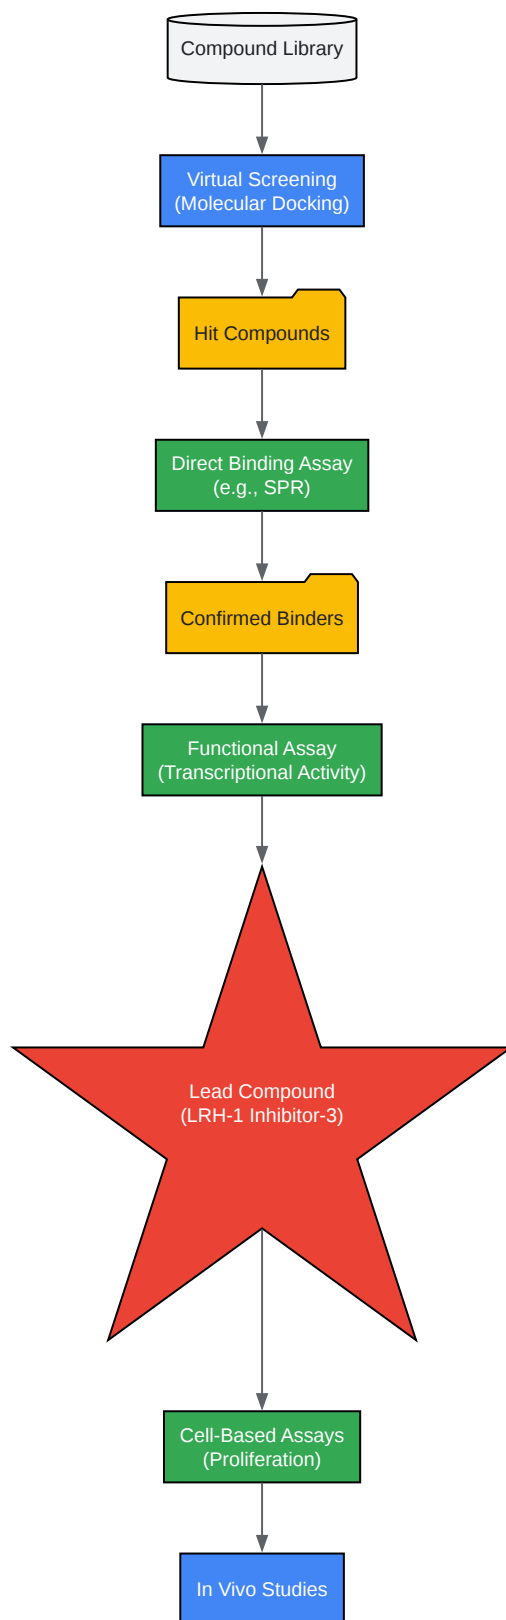 Compound Library
Virtual Screening
(Molecular Docking)
Hit Compounds
Direct Binding Assay
(e.g., SPR)
Confirmed Binders
Functional Assay
(Transcriptional Activity)
Lead Compound
(LRH-1 Inhibitor-3)
Cell-Based Assays
(Proliferation)
In Vivo Studies